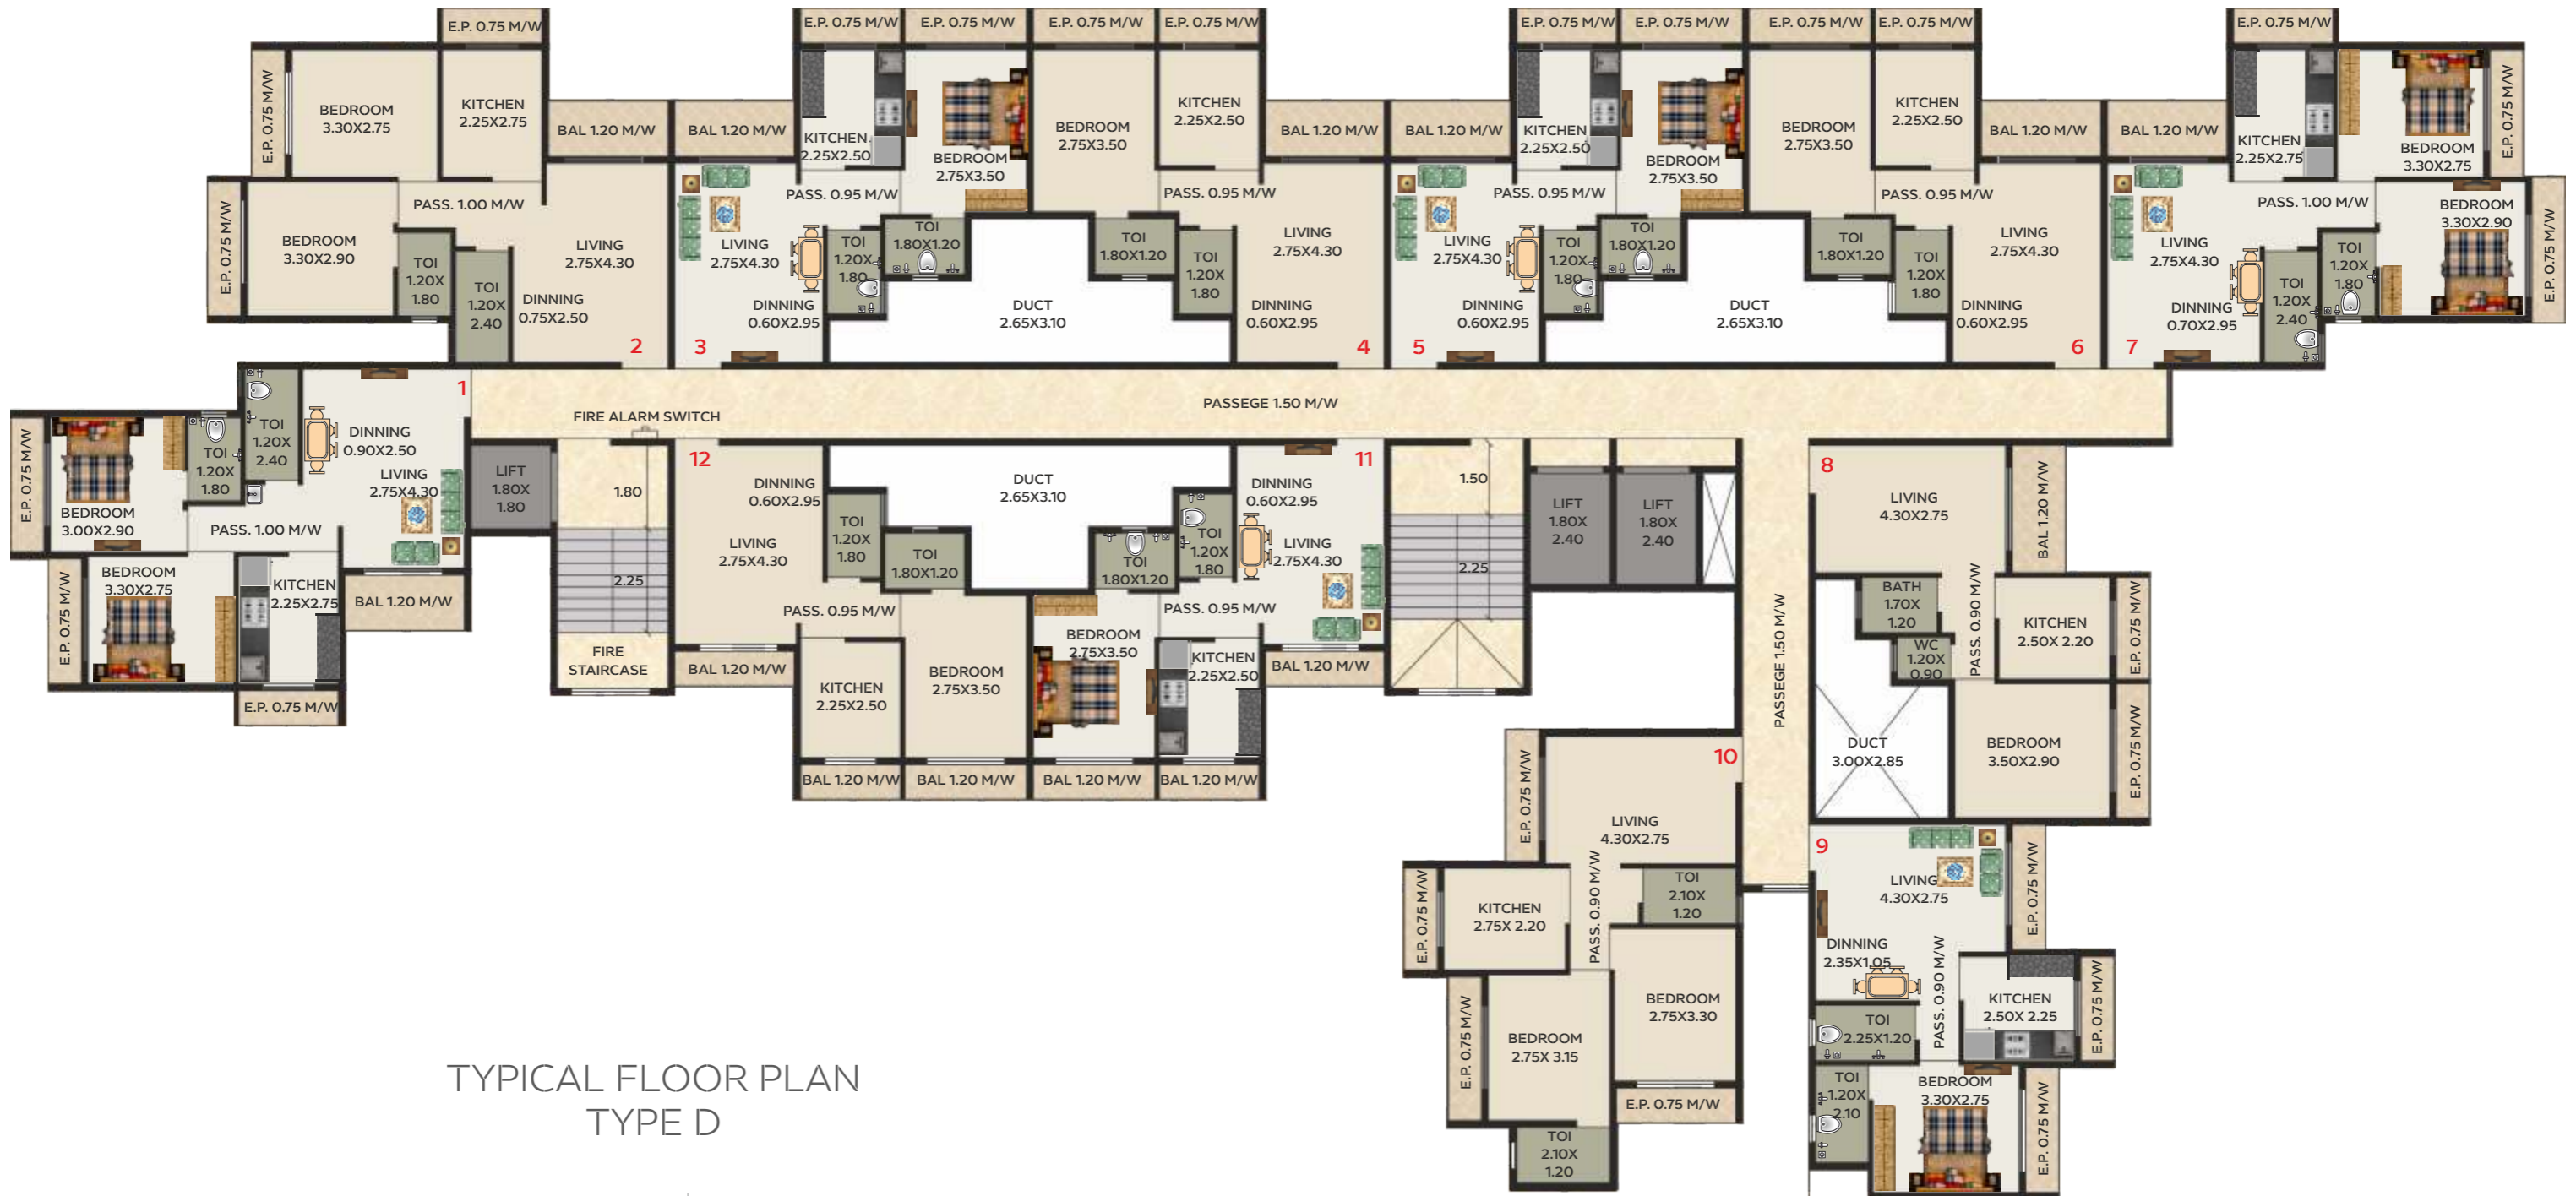 E.P. 0.75 M/W
E.P. 0.75 M/W
E.P. 0.75 M/W
E.P. 0.75 M/W
E.P. 0.75 M/W
E.P. 0.75 M/W
E.P. 0.75 M/W
E.P. 0.75 M/W
E.P. 0.75 M/W
E.P. 0.75 M/W
E.P. 0.75 M/W
BEDROOM
3.30X2.75
KITCHEN
2.25X2.75
BAL 1.20 M/W
E.P. 0.75 M/W
BEDROOM
3.30X2.90
PASS. 1.00 M/W
TOI
1.20X
1.80
TOI
1.20X
2.40
LIVING
2.75X4.30
DINNING
0.75X2.50
2
BAL 1.20 M/W
KITCHEN
2.25X2.50
BEDROOM
2.75X3.50
PASS. 0.95 M/W
LIVING
2.75X4.30
TOI
1.20X
1.80
TOI
1.80X1.20
DINNING
0.60X2.95
3
DUCT
2.65X3.10
BEDROOM
2.75X3.50
KITCHEN
2.25X2.50
BAL 1.20 M/W
PASS. 0.95 M/W
TOI
1.80X1.20
TOI
1.20X
1.80
LIVING
2.75X4.30
DINNING
0.60X2.95
4
BAL 1.20 M/W
KITCHEN
2.25X2.50
BEDROOM
2.75X3.50
PASS. 0.95 M/W
LIVING
2.75X4.30
TOI
1.20X
1.80
TOI
1.80X1.20
DINNING
0.60X2.95
5
DUCT
2.65X3.10
BEDROOM
2.75X3.50
KITCHEN
2.25X2.50
BAL 1.20 M/W
PASS. 0.95 M/W
TOI
1.80X1.20
TOI
1.20X
1.80
LIVING
2.75X4.30
DINNING
0.60X2.95
6
BAL 1.20 M/W
KITCHEN
2.25X2.75
BEDROOM
3.30X2.75
E.P. 0.75 M/W
PASS. 1.00 M/W
BEDROOM
3.30X2.90
E.P. 0.75 M/W
LIVING
2.75X4.30
TOI
1.20X
1.80
TOI
1.20X
2.40
DINNING
0.70X2.95
7
1
TOI
1.20X
2.40
DINNING
0.90X2.50
LIVING
2.75X4.30
TOI
1.20X
1.80
E.P. 0.75 M/W
BEDROOM
3.00X2.90
PASS. 1.00 M/W
BEDROOM
3.30X2.75
E.P. 0.75 M/W
KITCHEN
2.25X2.75
BAL 1.20 M/W
E.P. 0.75 M/W
FIRE ALARM SWITCH
PASSEGE 1.50 M/W
LIFT
1.80X
1.80
1.80
2.25
FIRE
STAIRCASE
12
DINNING
0.60X2.95
LIVING
2.75X4.30
TOI
1.20X
1.80
TOI
1.80X1.20
PASS. 0.95 M/W
BAL 1.20 M/W
KITCHEN
2.25X2.50
BEDROOM
2.75X3.50
BAL 1.20 M/W
BAL 1.20 M/W
DUCT
2.65X3.10
11
DINNING
0.60X2.95
LIVING
2.75X4.30
TOI
1.20X
1.80
TOI
1.80X1.20
PASS. 0.95 M/W
BEDROOM
2.75X3.50
KITCHEN
2.25X2.50
BAL 1.20 M/W
BAL 1.20 M/W
BAL 1.20 M/W
1.50
2.25
LIFT
1.80X
2.40
LIFT
1.80X
2.40
PASSEGE 1.50 M/W
8
LIVING
4.30X2.75
BAL 1.20 M/W
BATH
1.70X
1.20
WC
1.20X
0.90
PASS. 0.90 M/W
KITCHEN
2.50X 2.20
E.P. 0.75 M/W
DUCT
3.00X2.85
BEDROOM
3.50X2.90
E.P. 0.75 M/W
10
E.P. 0.75 M/W
LIVING
4.30X2.75
E.P. 0.75 M/W
KITCHEN
2.75X 2.20
PASS. 0.90 M/W
TOI
2.10X
1.20
E.P. 0.75 M/W
BEDROOM
2.75X 3.15
BEDROOM
2.75X3.30
E.P. 0.75 M/W
TOI
2.10X
1.20
9
LIVING
4.30X2.75
E.P. 0.75 M/W
DINNING
2.35X1.05
PASS. 0.90 M/W
KITCHEN
2.50X 2.25
E.P. 0.75 M/W
TOI
2.25X1.20
TOI
1.20X
2.10
BEDROOM
3.30X2.75
E.P. 0.75 M/W
TYPICAL FLOOR PLAN
TYPE D